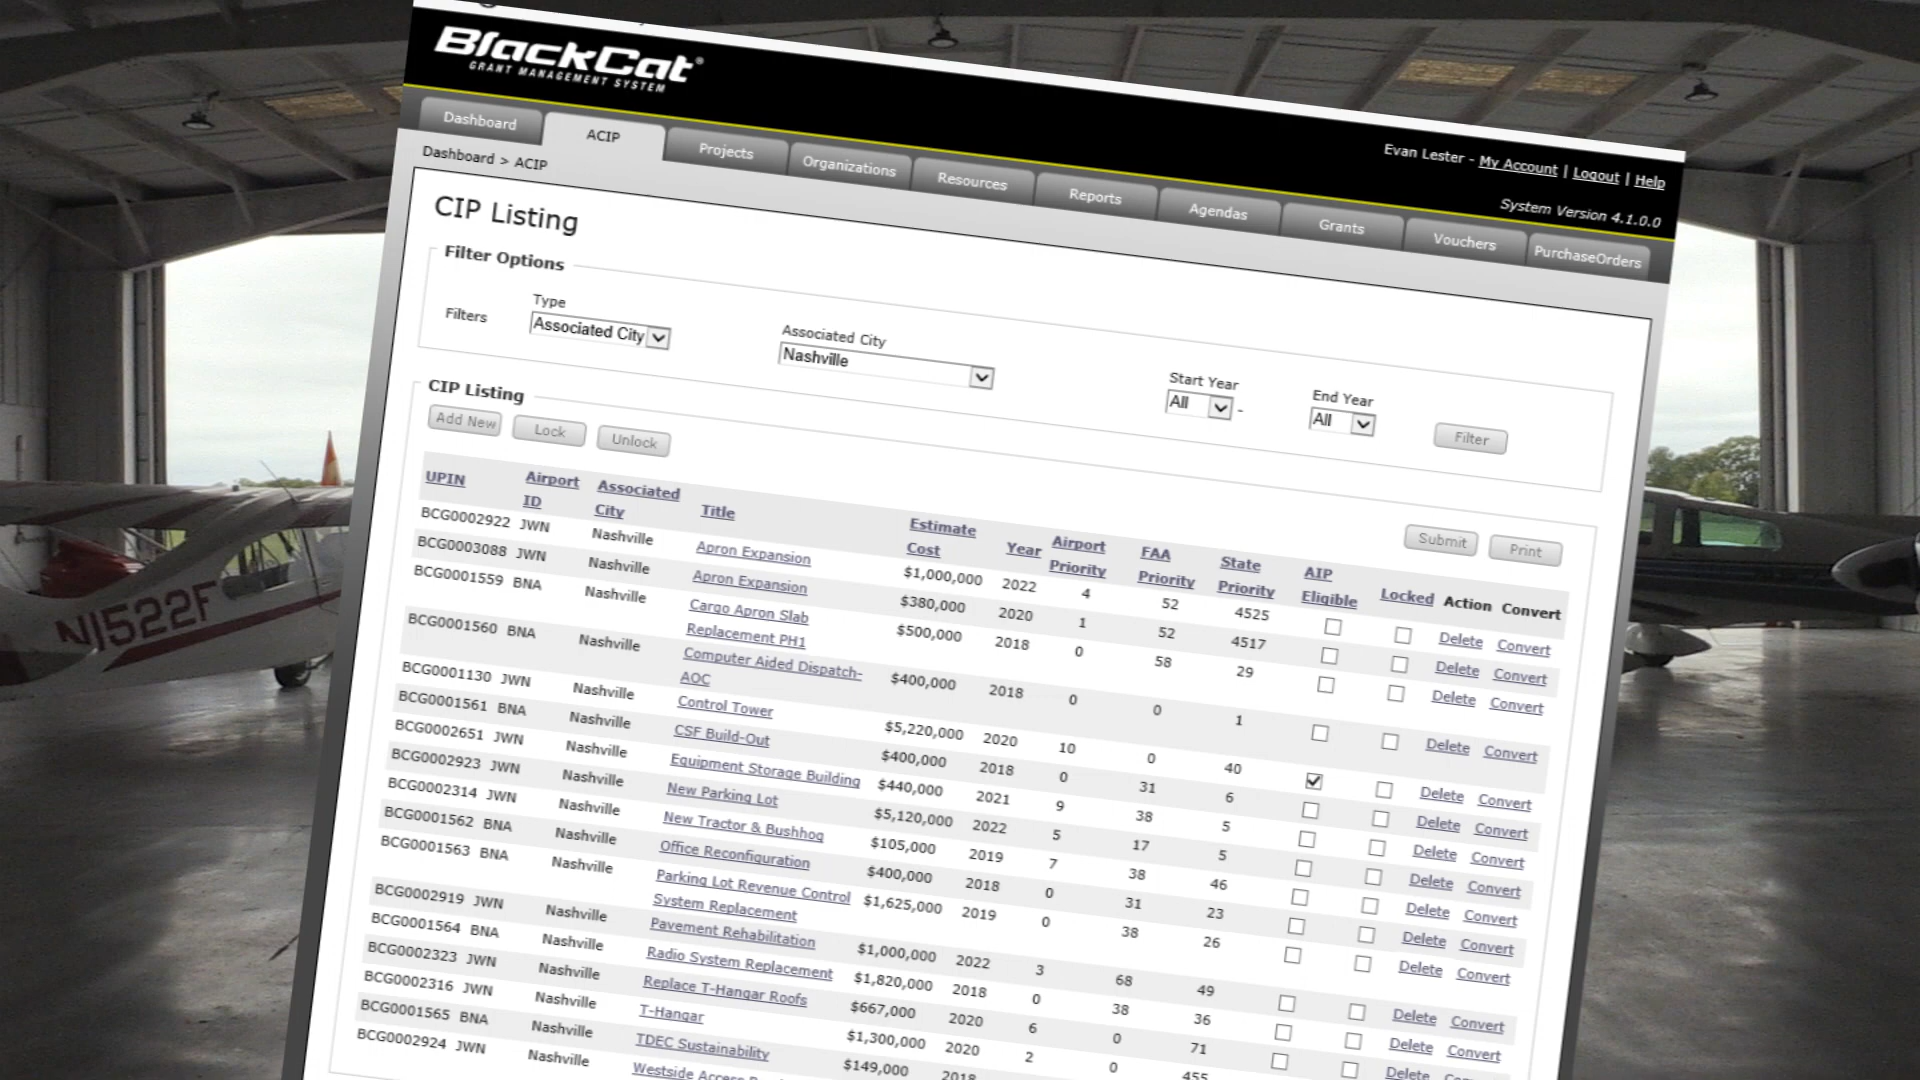 BlackCat®
GRANT MANAGEMENT SYSTEM
Evan Lester - My Account | Logout | Help
System Version 4.1.0.0
Dashboard ACIP Projects Organizations Resources Reports Agendas Grants Vouchers PurchaseOrders
Dashboard > ACIP
CIP Listing
Filter Options
Filters
Type
Associated City
Associated City
Nashville
Start Year
All -
End Year
All
Filter
CIP Listing
Add New Lock Unlock
Submit Print
UPIN Airport ID Associated City Title Estimate Cost Year Airport Priority FAA Priority State Priority AIP Eligible Locked Action Convert
BCG0002922 JWN Nashville Apron Expansion $1,000,000 2022 4 52 4525 Delete Convert
BCG0003088 JWN Nashville Apron Expansion $380,000 2020 1 52 4517 Delete Convert
BCG0001559 BNA Nashville Cargo Apron Slab Replacement PH1 $500,000 2018 0 58 29 Delete Convert
BCG0001560 BNA Nashville Computer Aided Dispatch-AOC $400,000 2018 0 0 1 Delete Convert
BCG0001130 JWN Nashville Control Tower $5,220,000 2020 10 0 40 Delete Convert
BCG0001561 BNA Nashville CSF Build-Out $400,000 2018 0 31 6 Delete Convert
BCG0002651 JWN Nashville Equipment Storage Building $440,000 2021 9 38 5 Delete Convert
BCG0002923 JWN Nashville New Parking Lot $5,120,000 2022 5 17 5 Delete Convert
BCG0002314 JWN Nashville New Tractor & Bushhog $105,000 2019 7 38 46 Delete Convert
BCG0001562 BNA Nashville Office Reconfiguration $400,000 2018 0 31 23 Delete Convert
BCG0001563 BNA Nashville Parking Lot Revenue Control System Replacement $1,625,000 2019 0 38 26 Delete Convert
BCG0002919 JWN Nashville Pavement Rehabilitation $1,000,000 2022 3 68 49 Delete Convert
BCG0001564 BNA Nashville Radio System Replacement $1,820,000 2018 0 38 36 Delete Convert
BCG0002323 JWN Nashville Replace T-Hangar Roofs $667,000 2020 6 0 71 Delete
BCG0002316 JWN Nashville T-Hangar $1,300,000 2020 2 0 455
BCG0001565 BNA Nashville TDEC Sustainability $149,000 2018
BCG0002924 JWN Nashville Westside Access
N1522F